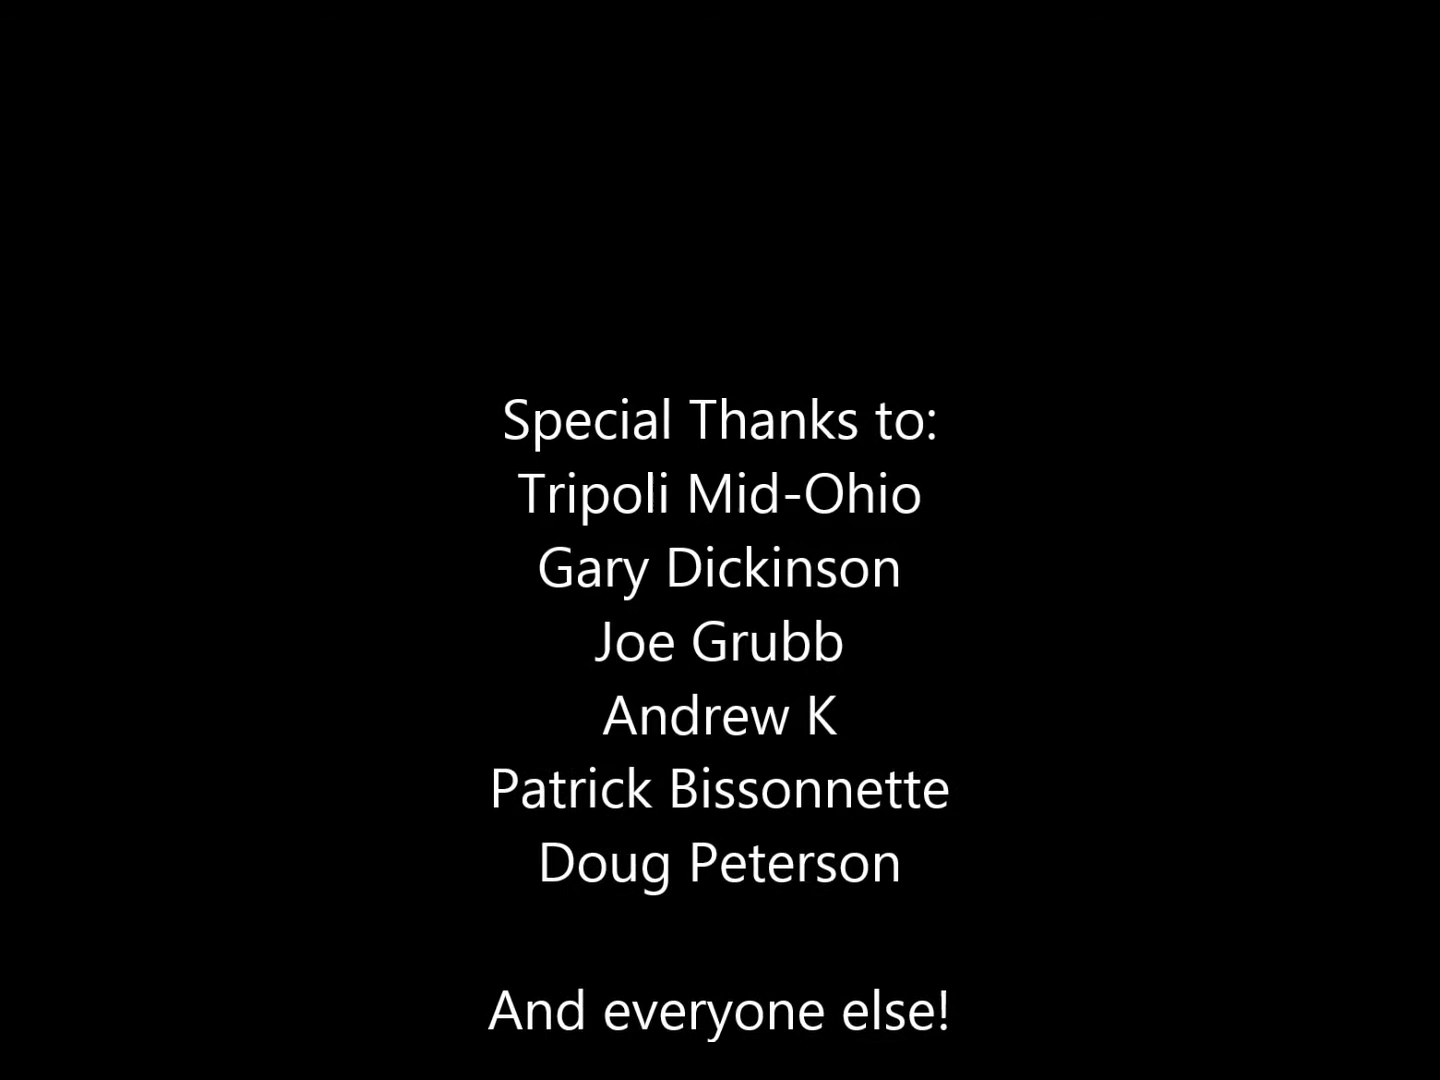 Special Thanks to:
Tripoli Mid-Ohio
Gary Dickinson
Joe Grubb
Andrew K
Patrick Bissonnette
Doug Peterson
And everyone else!